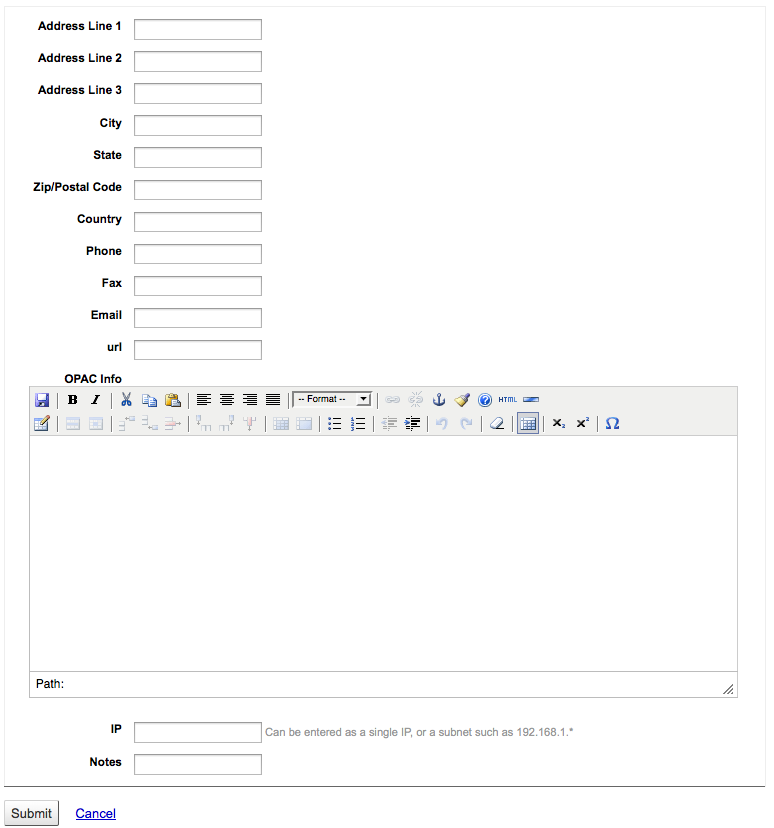 Address Line 1
Address Line 2
Address Line 3
City
State
Zip/Postal Code
Country
Phone
Fax
Email
url
OPAC Info
B I -- Format -- HTML
x₂ x² Ω
Path:
IP Can be entered as a single IP, or a subnet such as 192.168.1.*
Notes
Submit Cancel